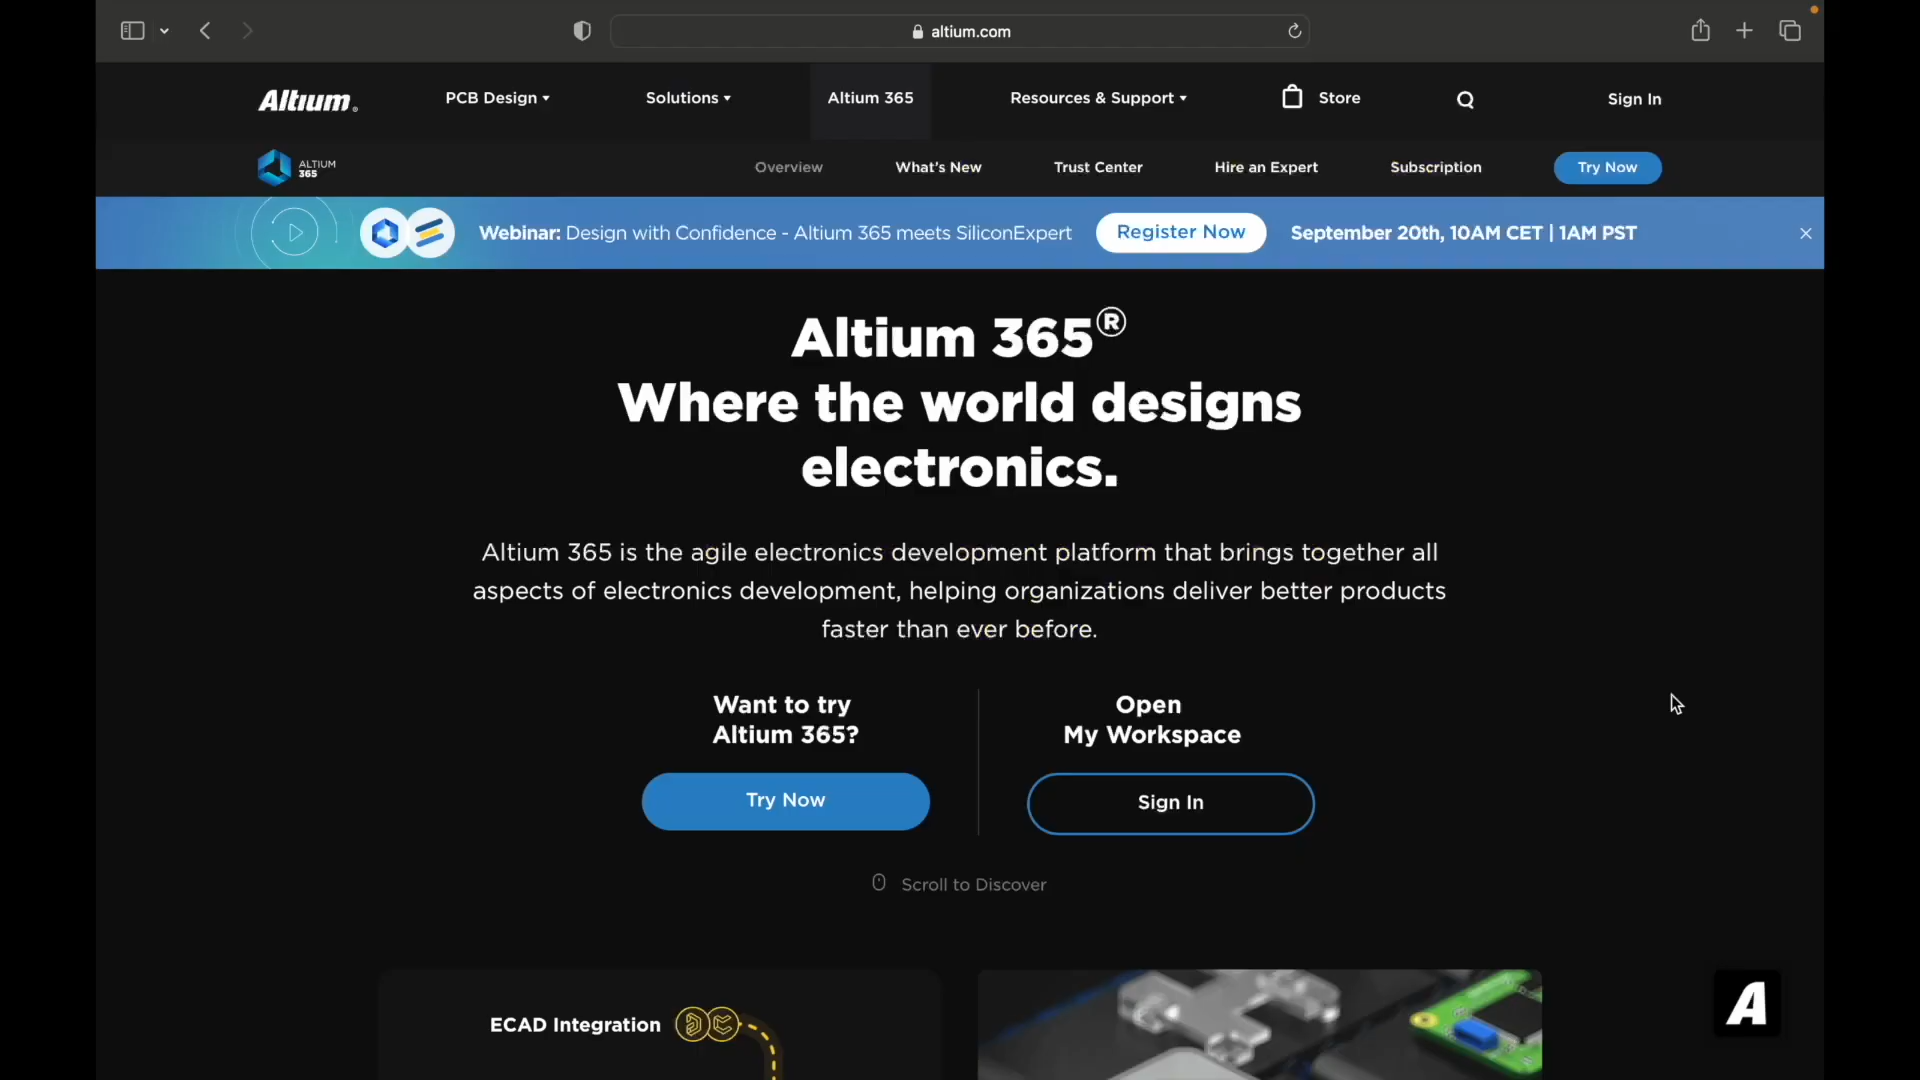 altium.com
Altium®
PCB Design
Solutions
Altium 365
Resources & Support
Store
Sign In
ALTIUM
365
Overview
What's New
Trust Center
Hire an Expert
Subscription
Try Now
Webinar: Design with Confidence - Altium 365 meets SiliconExpert
Register Now
September 20th, 10AM CET | 1AM PST
Altium 365®
Where the world designs
electronics.
Altium 365 is the agile electronics development platform that brings together all
aspects of electronics development, helping organizations deliver better products
faster than ever before.
Want to try
Altium 365?
Try Now
Open
My Workspace
Sign In
Scroll to Discover
ECAD Integration
A